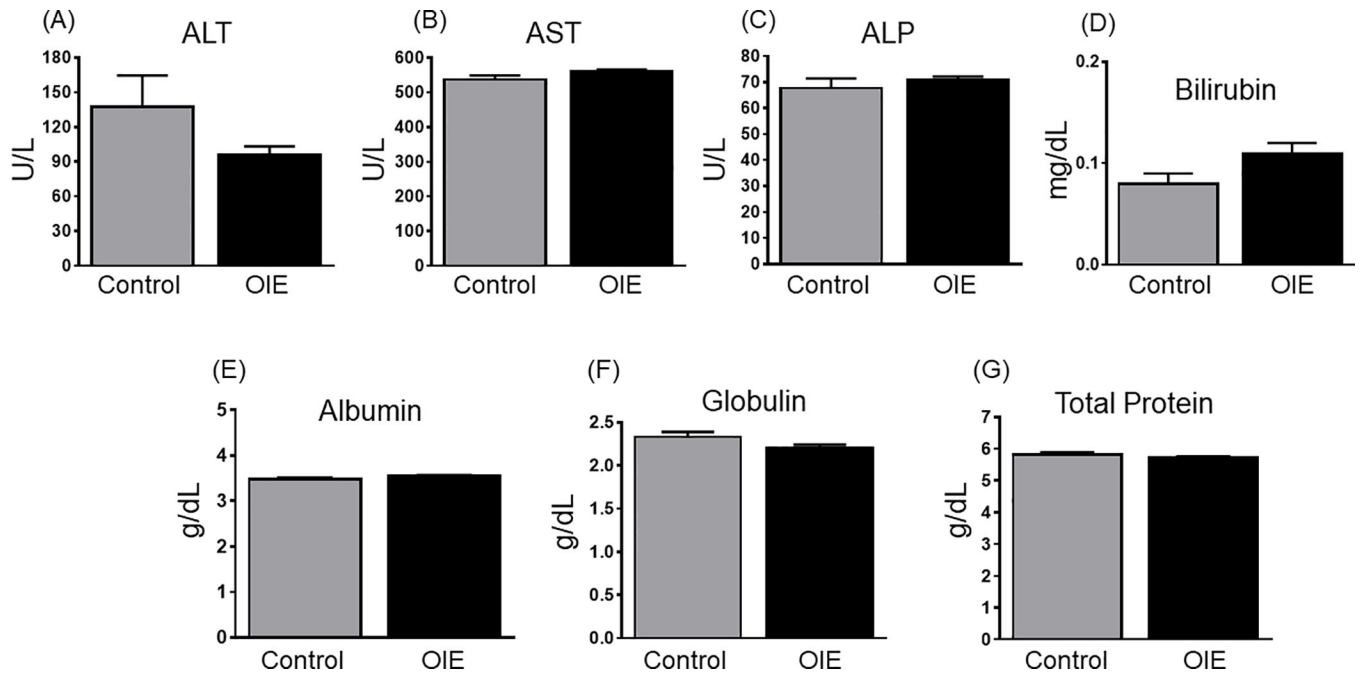 (A)
ALT
U/L
180
150
120
90
60
30
0
Control
OIE
(B)
AST
U/L
600
500
400
300
200
100
0
Control
OIE
(C)
ALP
U/L
80
70
60
50
40
30
20
10
0
Control
OIE
(D)
Bilirubin
mg/dL
0.2
0.1
0.0
Control
OIE
(E)
Albumin
g/dL
5
4
3
2
1
0
Control
OIE
(F)
Globulin
g/dL
2.5
2.0
1.5
1.0
0.5
0.0
Control
OIE
(G)
Total Protein
g/dL
7
6
5
4
3
2
1
0
Control
OIE